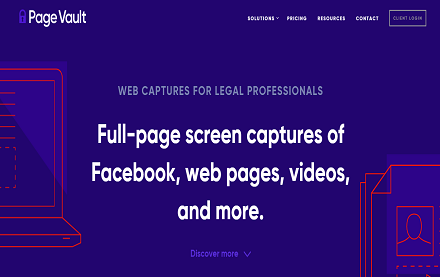 Page Vault
SOLUTIONS PRICING RESOURCES CONTACT CLIENT LOGIN
WEB CAPTURES FOR LEGAL PROFESSIONALS
Full-page screen captures of
Facebook, web pages, videos,
and more.
Discover more